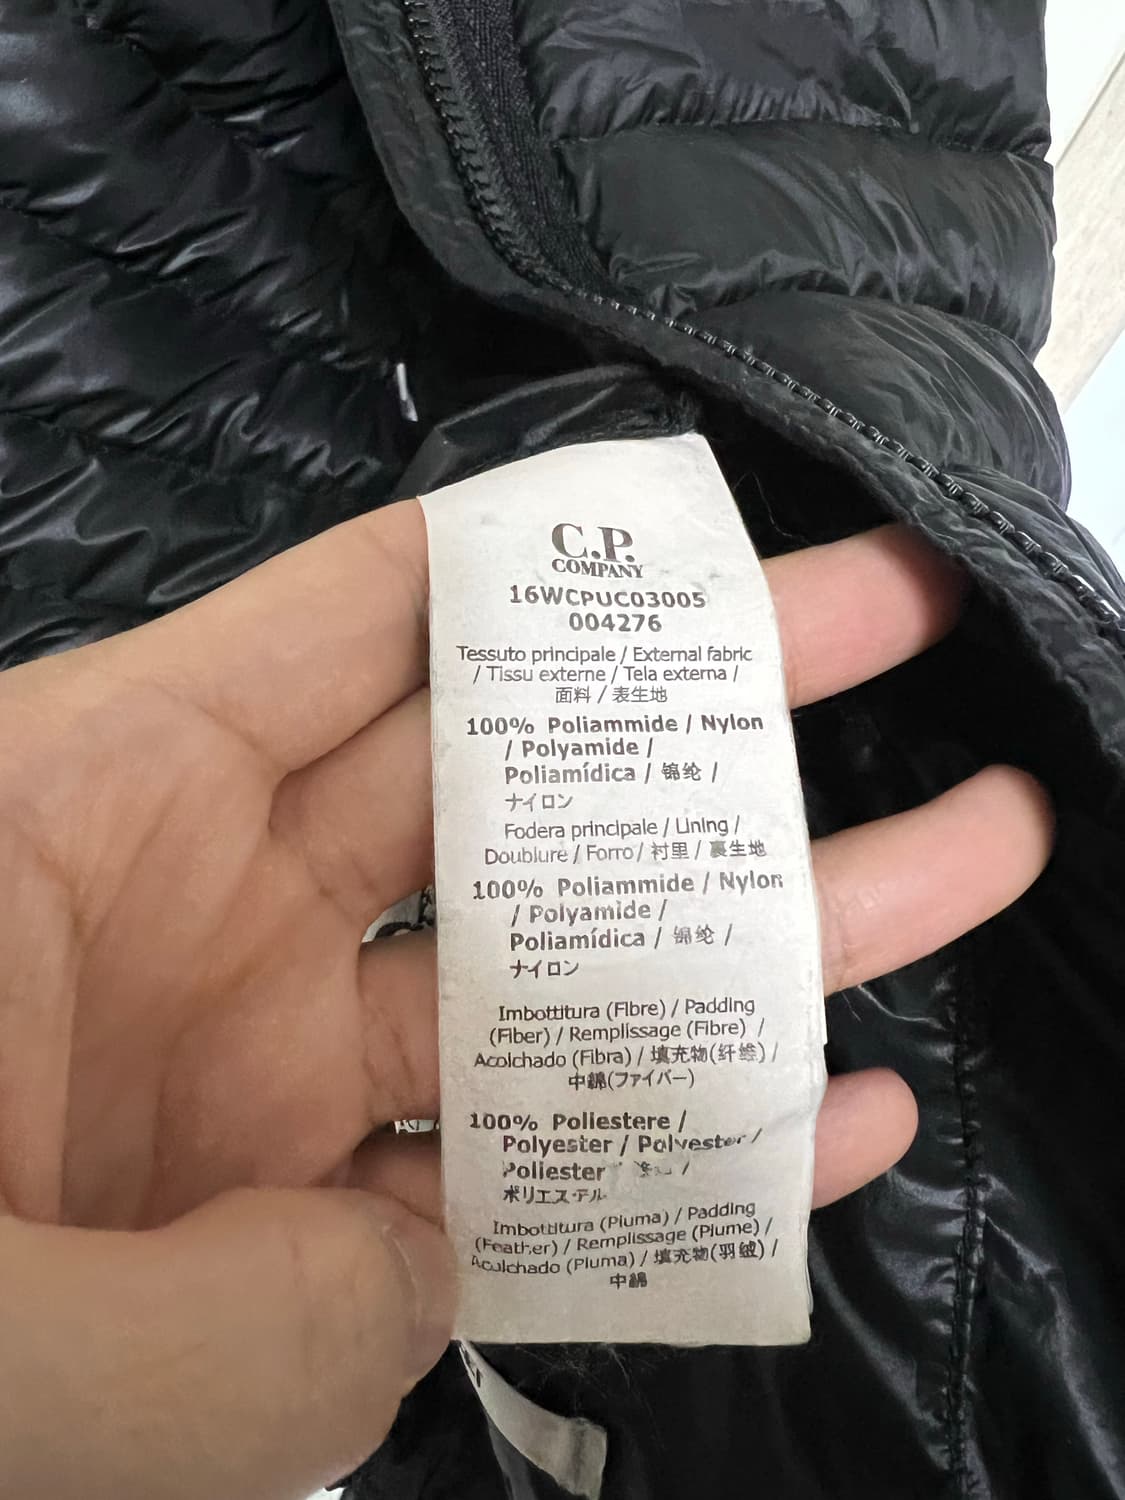 C.P.
COMPANY
16WCPUC03005
004276
Tessuto principale / External fabric
/ Tissu externe / Tela externa /
面料 / 表生地
100% Poliammide / Nylon
/ Polyamide /
Poliamídica / 锦纶 /
ナイロン
Fodera principale / Lining /
Doublure / Forro / 衬里 / 裏生地
100% Poliammide / Nylon
/ Polyamide /
Poliamídica / 锦纶 /
ナイロン
Imbottitura (Fibre) / Padding
(Fiber) / Remplissage (Fibre) /
Acolchado (Fibra) / 填充物(纤维) /
中綿(ファイバー)
100% Poliestere /
Polyester / Polyester /
Poliester /
ポリエステル
Imbottitura (Piuma) / Padding
(Feather) / Remplissage (Plume) /
Acolchado (Pluma) / 填充物(羽绒) /
中綿